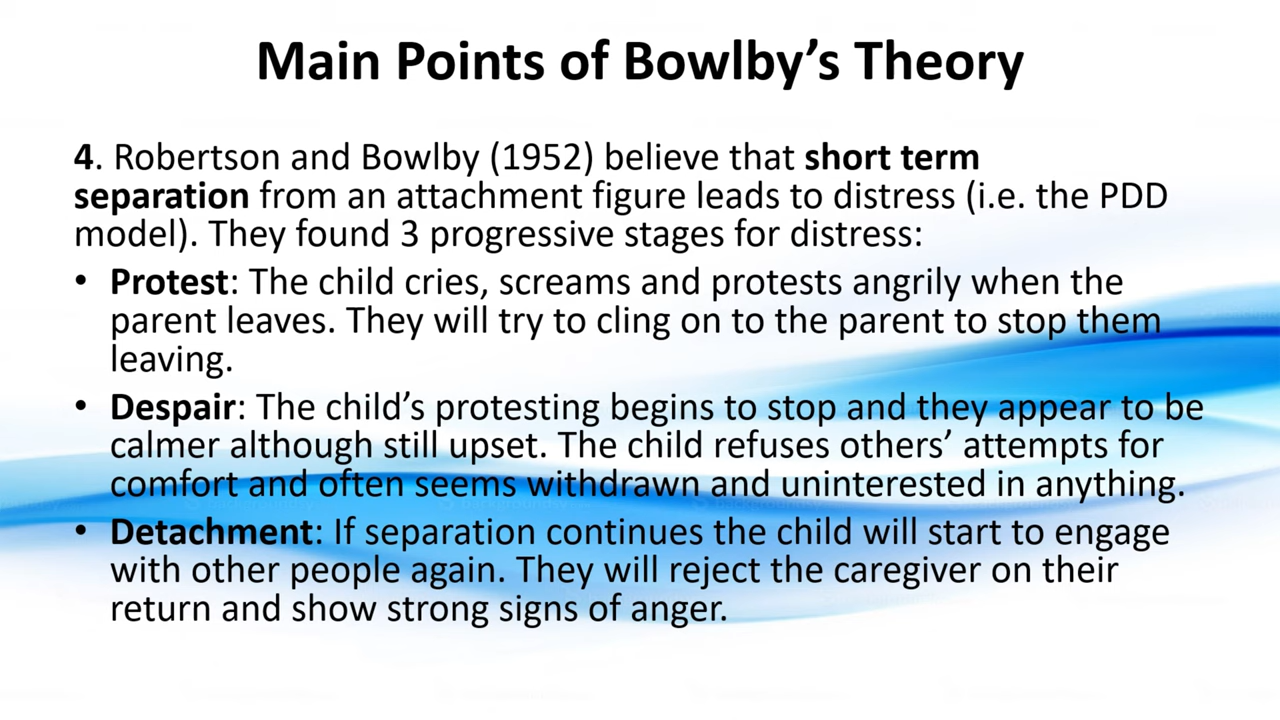 Main Points of Bowlby's Theory
4. Robertson and Bowlby (1952) believe that short term
separation from an attachment figure leads to distress (i.e. the PDD
model). They found 3 progressive stages for distress:
• Protest: The child cries, screams and protests angrily when the
parent leaves. They will try to cling on to the parent to stop them
leaving.
• Despair: The child's protesting begins to stop and they appear to be
calmer although still upset. The child refuses others' attempts for
comfort and often seems withdrawn and uninterested in anything.
• Detachment: If separation continues the child will start to engage
with other people again. They will reject the caregiver on their
return and show strong signs of anger.